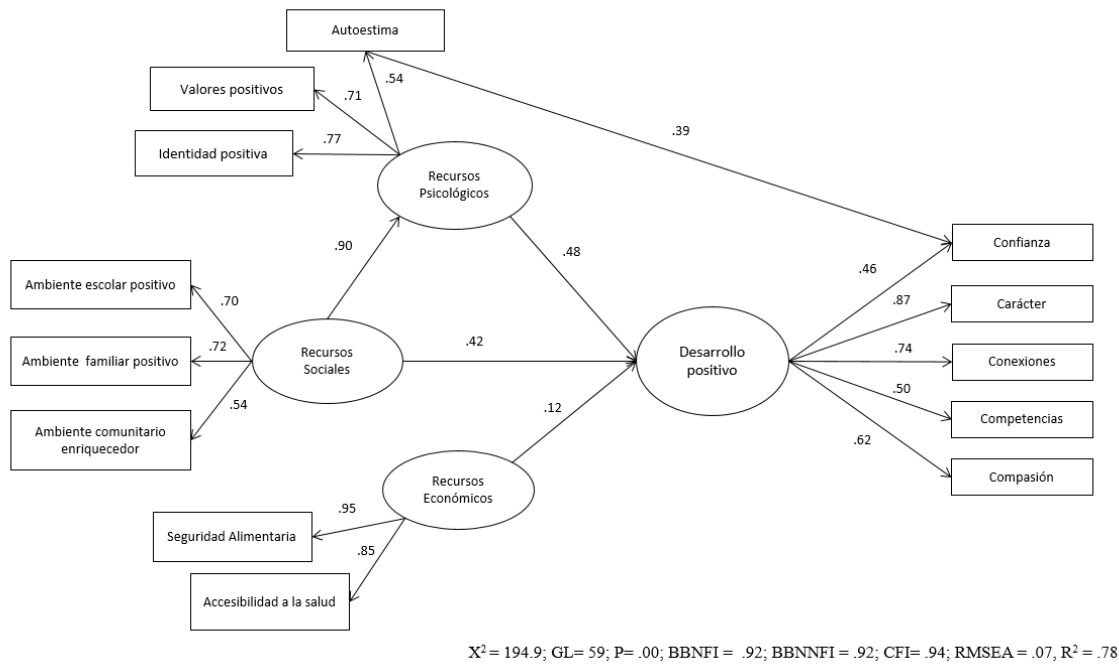 Autoestima
.54
Valores positivos
.71
.39
Identidad positiva
.77
Recursos
Psicológicos
.90
.48
Confianza
.46
Ambiente escolar positivo
.70
Carácter
.87
Ambiente familiar positivo
.72
Recursos
Sociales
.42
Desarrollo
positivo
.74
Conexiones
.54
.50
Ambiente comunitario
enriquecedor
.12
Competencias
.62
Recursos
Económicos
Compasión
.95
Seguridad Alimentaria
.85
Accesibilidad a la salud
X² = 194.9; GL= 59; P= .00; BBNFI = .92; BBNNFI = .92; CFI= .94; RMSEA = .07, R² = .78